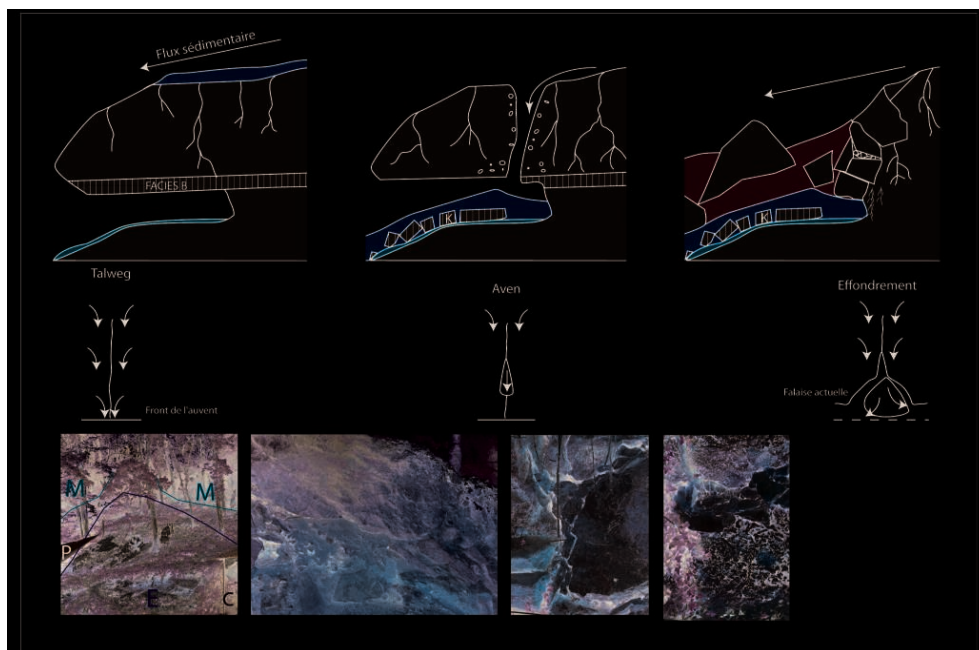 Flux sédimentaire
FACIES B
K
K
Talweg
Aven
Effondrement
Front de l'auvent
Falaise actuelle
M
M
P
E
C